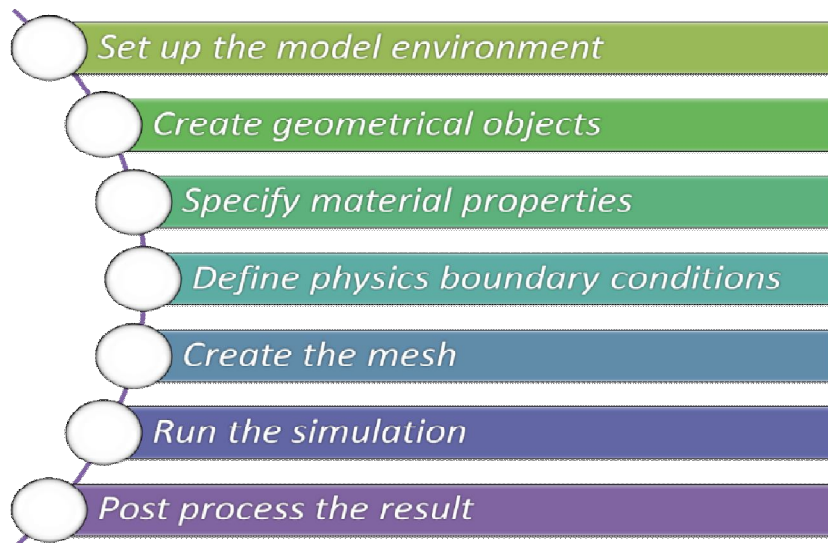 Set up the model environment
Create geometrical objects
Specify material properties
Define physics boundary conditions
Create the mesh
Run the simulation
Post process the result